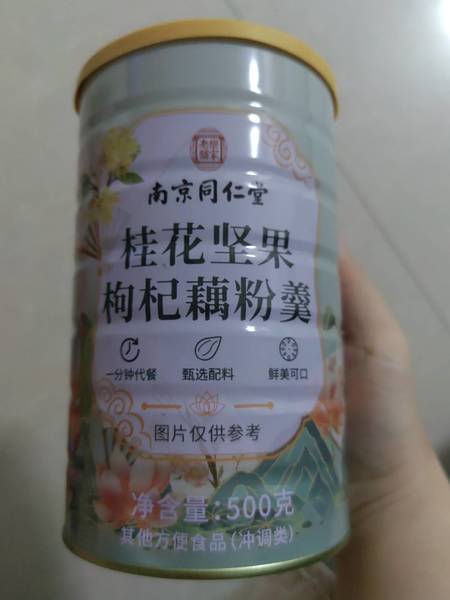 南京同仁堂
桂花坚果
枸杞藕粉羹
一分钟代餐 甄选配料 鲜美可口
图片仅供参考
净含量:500克
其他方便食品(冲调类)